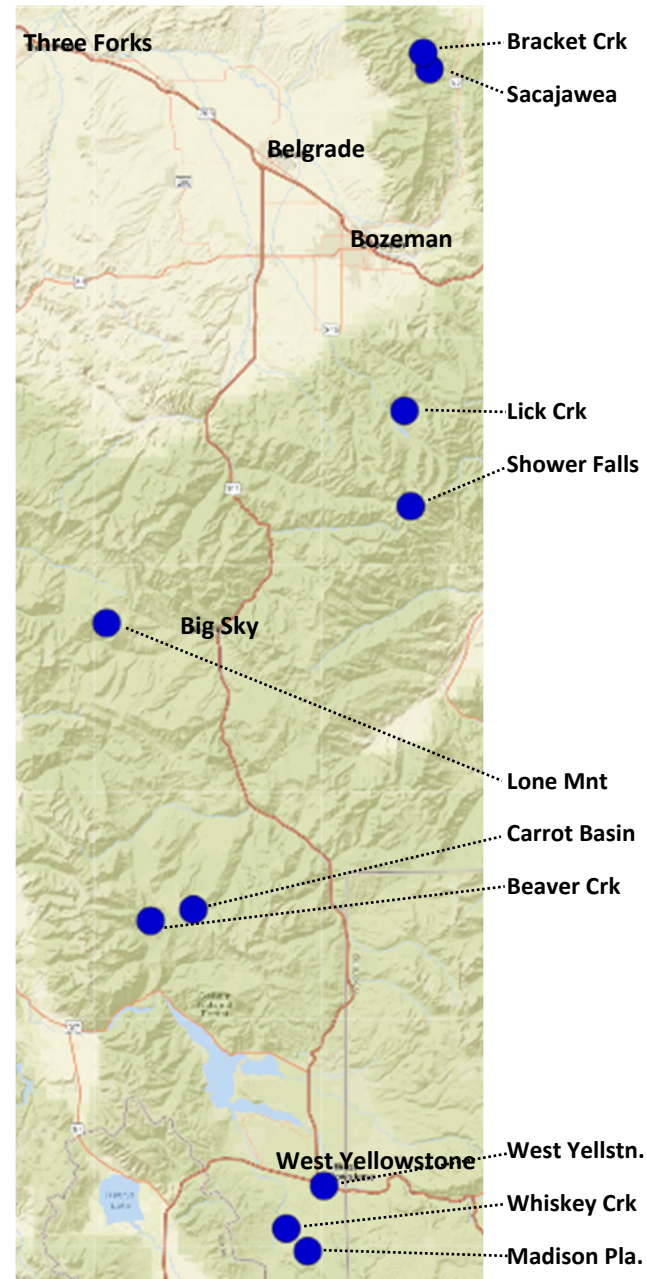 Three Forks
Bracket Crk
Sacajawea
Belgrade
Bozeman
Lick Crk
Shower Falls
Big Sky
Lone Mnt
Carrot Basin
Beaver Crk
West Yellowstone
West Yellstn.
Whiskey Crk
Madison Pla.